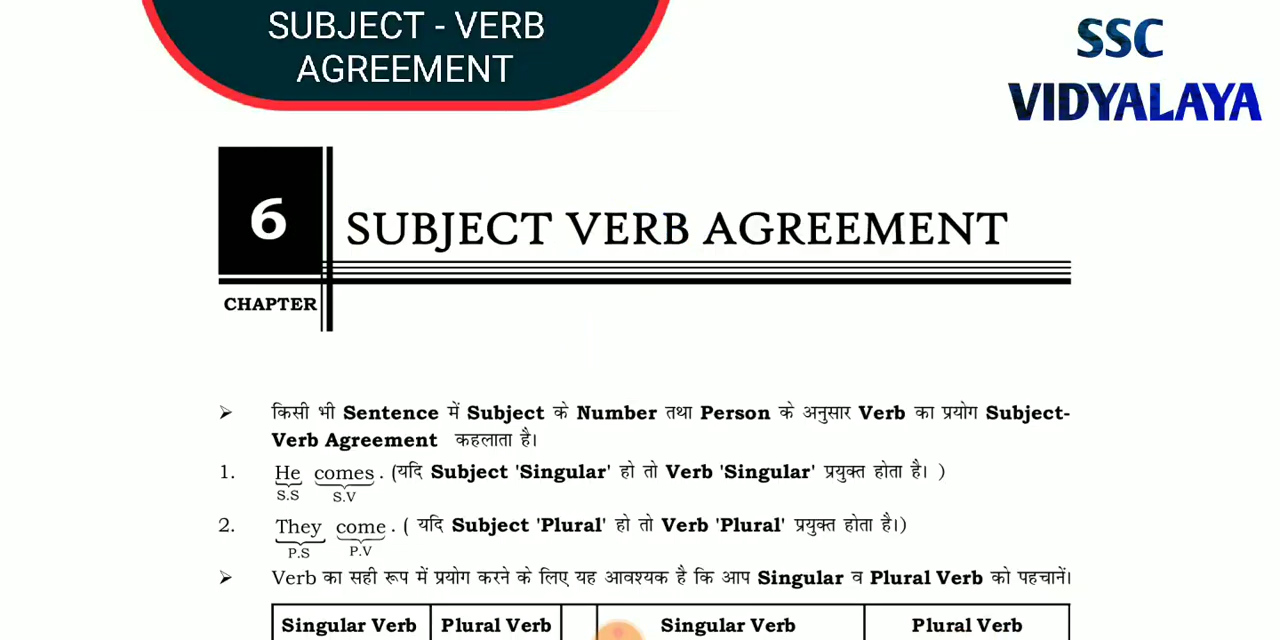 SUBJECT - VERB
AGREEMENT
SSC
VIDYALAYA
6
SUBJECT VERB AGREEMENT
CHAPTER
➢ किसी भी Sentence में Subject के Number तथा Person के अनुसार Verb का प्रयोग Subject-
Verb Agreement कहलाता है।
1. He comes. (यदि Subject 'Singular' हो तो Verb 'Singular' प्रयुक्त होता है। )
S.S S.V
2. They come. ( यदि Subject 'Plural' हो तो Verb 'Plural' प्रयुक्त होता है।)
P.S P.V
➢ Verb का सही रूप में प्रयोग करने के लिए यह आवश्यक है कि आप Singular व Plural Verb को पहचानें।
Singular Verb Plural Verb Singular Verb Plural Verb